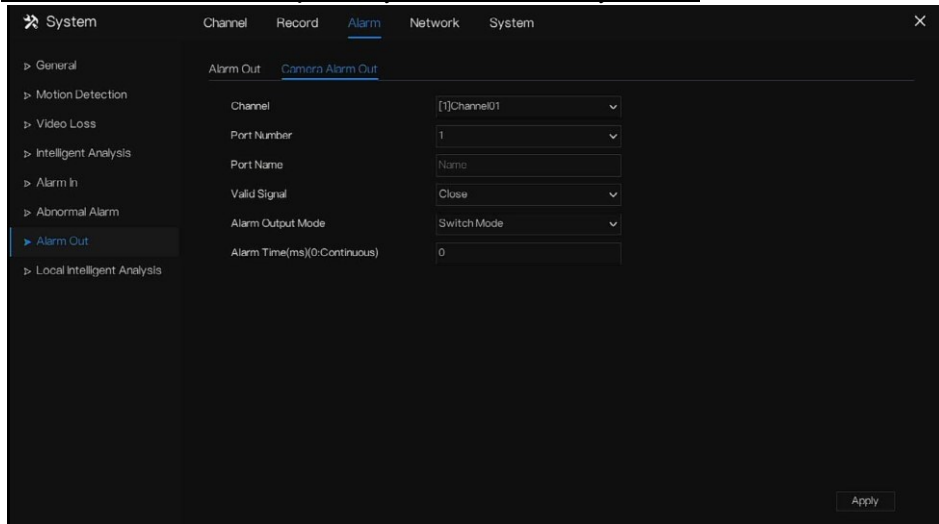 System
Channel Record Alarm Network System
General
Motion Detection
Video Loss
Intelligent Analysis
Alarm In
Abnormal Alarm
Alarm Out
Local Intelligent Analysis
Alarm Out Camera Alarm Out
Channel [1]Channel01
Port Number 1
Port Name Name
Valid Signal Close
Alarm Output Mode Switch Mode
Alarm Time(ms)(0:Continuous) 0
Apply